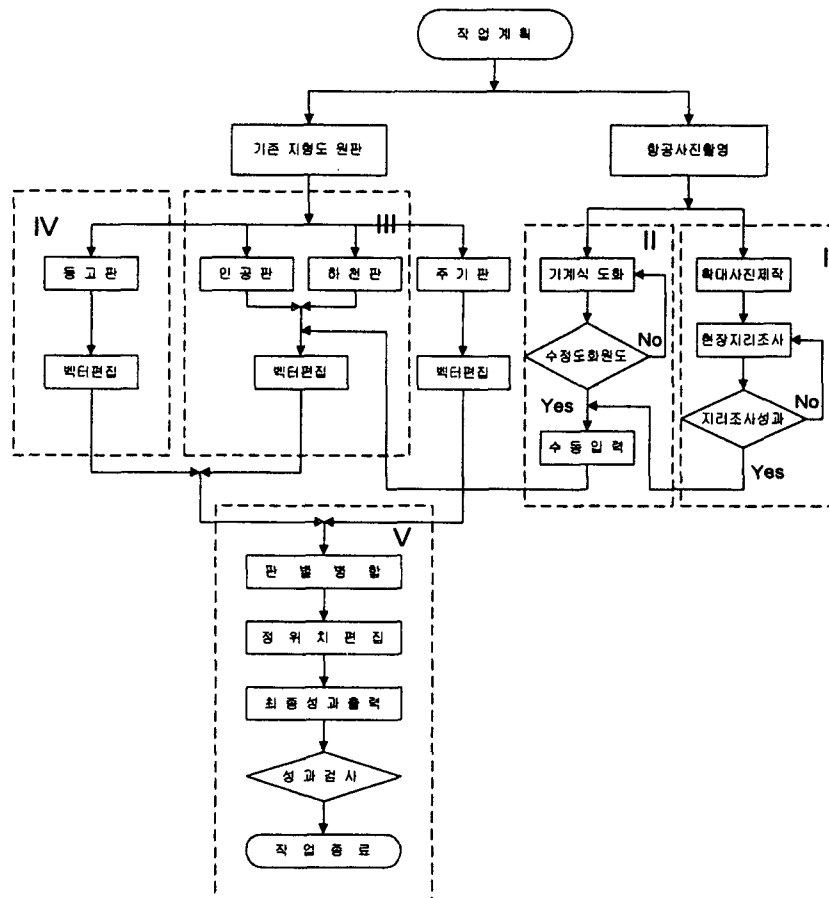 작 업 계 획
기존 지형도 원판
항공사진촬영
IV
III
II
I
등 고 판
인 공 판
하 천 판
주 기 판
기계식 도화
확대사진제작
No
수정도화원도
현장지리조사
벡터편집
벡터편집
벡터편집
Yes
No
지리조사성과
수 동 입 력
Yes
V
판 별 병 합
정 위 치 편 집
최 종 성 과 출 력
성 과 검 사
작 업 종 료